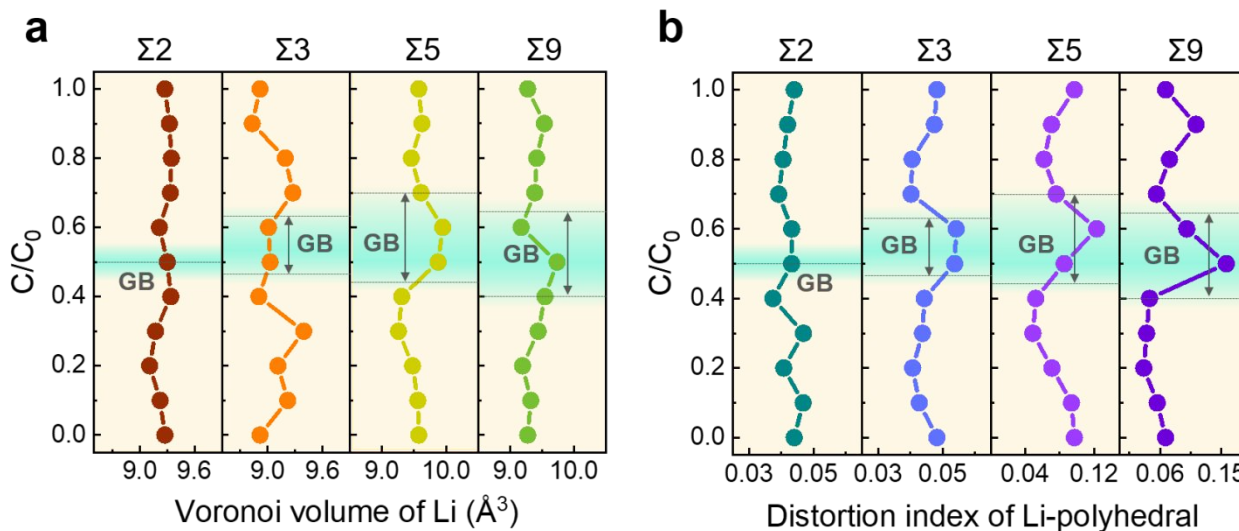 a
Σ2 Σ3 Σ5 Σ9
C/C0
1.0
0.8
0.6
0.4
0.2
0.0
GB GB GB GB
9.0 9.6 9.0 9.6 9.0 10.0 9.0 10.0
Voronoi volume of Li (Å³)
b
Σ2 Σ3 Σ5 Σ9
C/C0
1.0
0.8
0.6
0.4
0.2
0.0
GB GB GB GB
0.03 0.05 0.03 0.05 0.04 0.12 0.06 0.15
Distortion index of Li-polyhedral